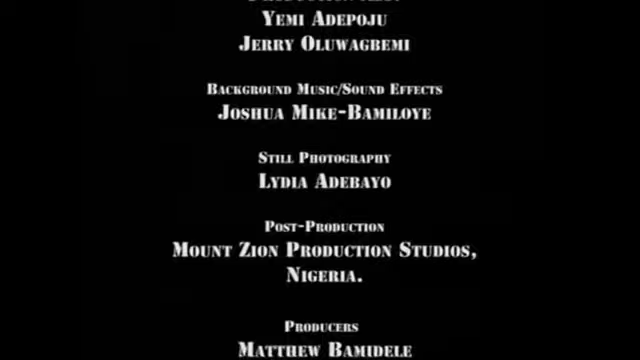 Yemi Adepoju
Jerry Oluwagbemi
Background Music/Sound Effects
Joshua Mike-Bamiloye
Still Photography
Lydia Adebayo
Post-Production
Mount Zion Production Studios,
Nigeria.
Producers
Matthew Bamidele